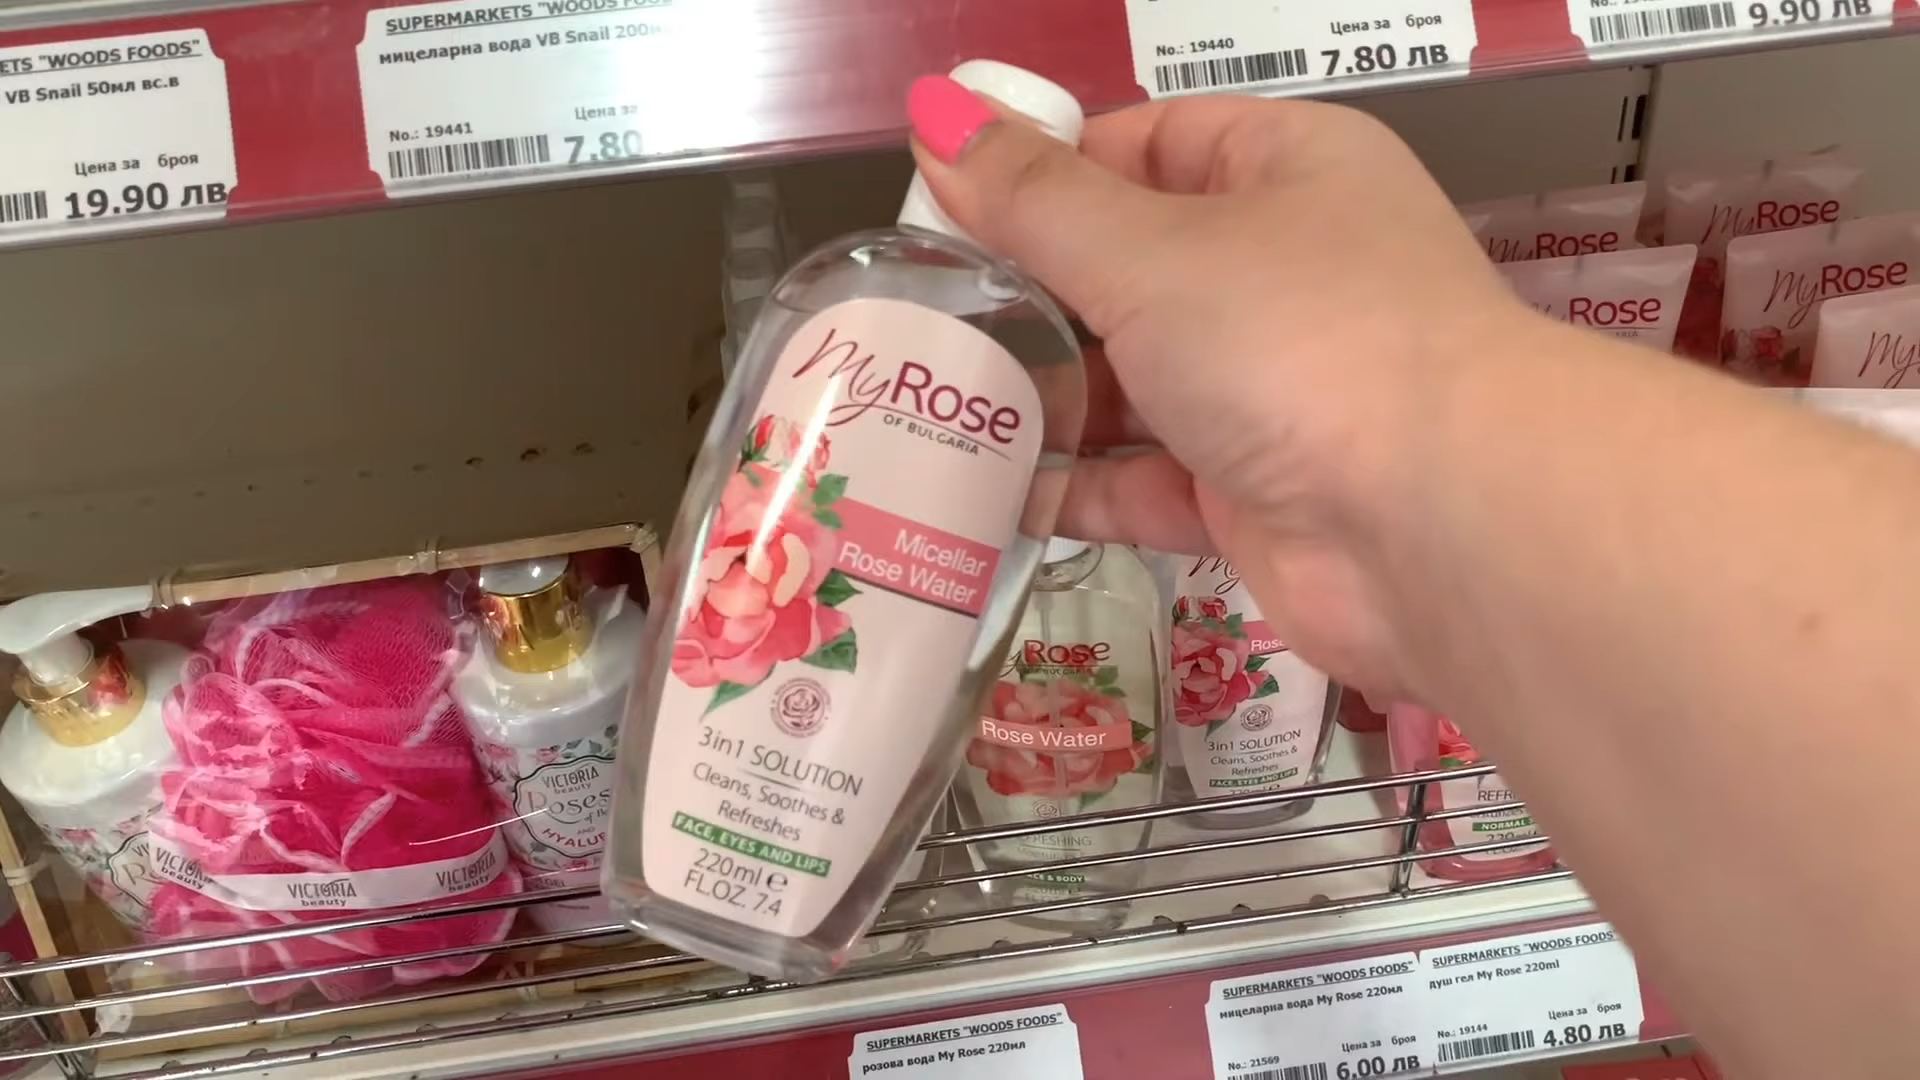 SUPERMARKETS "WOODS
мицеларна вода VB Snail
No.: 19441
Цена за
7.80
"WOODS FOODS"
VB Snail 50мл вс.в
Цена за броя
19.90 лв
No.: 19440
Цена за броя
7.80 лв
9.90 лв
MyRose
OF BULGARIA
Micellar
Rose Water
3in1 SOLUTION
Cleans, Soothes &
Refreshes
FACE, EYES AND LIPS
220ml e
FL.OZ. 7.4
MyRose
MyRose
MyRose
Rose
My
Rose
Rose Water
3in1 SOLUTION
Cleans, Soothes &
Refreshes
FACE, EYES AND LIPS
VICTORIA
beauty
Roses
AND
VICTORIA
beauty
VICTORIA
beauty
SUPERMARKETS "WOODS FOODS"
розова вода My Rose 220мл
SUPERMARKETS "WOODS FOODS"
мицеларна вода My Rose 220мл
No.: 21569
Цена за броя
6.00 лв
SUPERMARKETS "WOODS FOODS"
душ гел My Rose 220ml
No.: 19144
Цена за броя
4.80 лв